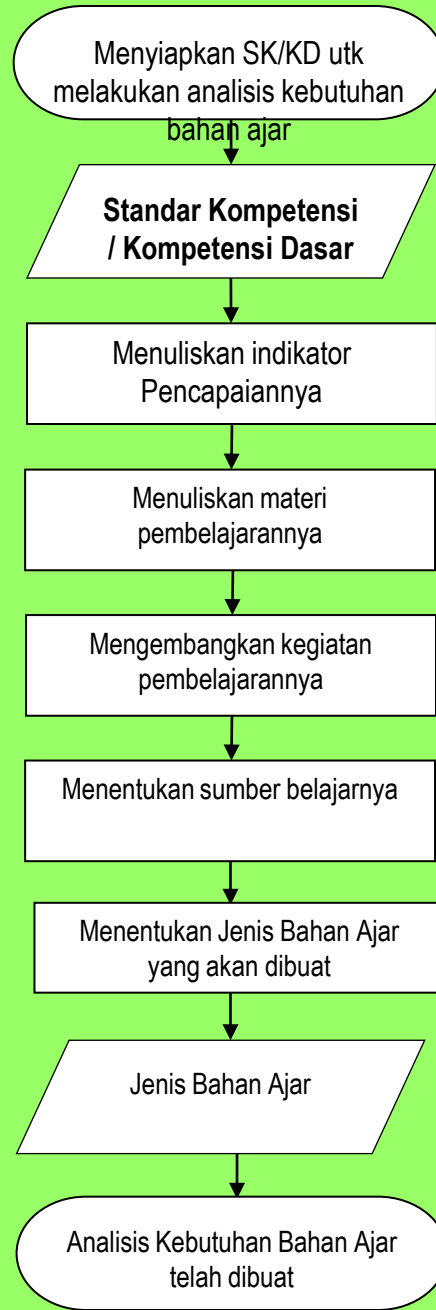 Menyiapkan SK/KD utk
melakukan analisis kebutuhan
bahan ajar
Standar Kompetensi
/ Kompetensi Dasar
Menuliskan indikator
Pencapaiannya
Menuliskan materi
pembelajarannya
Mengembangkan kegiatan
pembelajarannya
Menentukan sumber belajarnya
Menentukan Jenis Bahan Ajar
yang akan dibuat
Jenis Bahan Ajar
Analisis Kebutuhan Bahan Ajar
telah dibuat